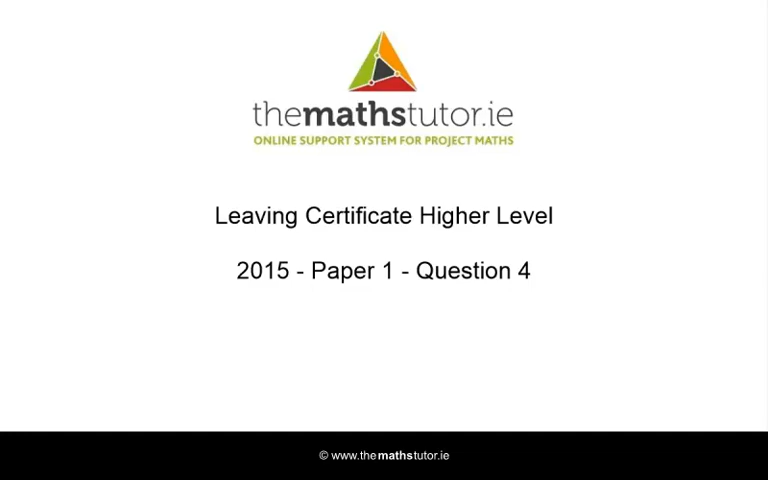 themathstutor.ie
ONLINE SUPPORT SYSTEM FOR PROJECT MATHS
Leaving Certificate Higher Level
2015 - Paper 1 - Question 4
© www.themathstutor.ie